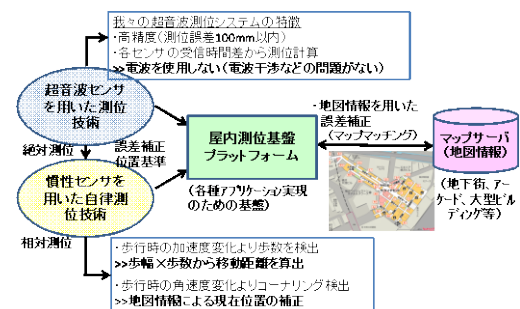 我々の超音波測位システムの特徴
・高精度(測位誤差100mm以内)
・各センサの受信時間差から測位計算
>>電波を使用しない(電波干渉などの問題がない)
超音波センサ
を用いた測位
技術
絶対測位
誤差補正
位置基準
慣性センサを
用いた自律測
位技術
相対測位
屋内測位基盤
プラットフォーム
(各種アプリケーション実現
のための基盤)
・地図情報を用いた
誤差補正
(マップマッチング)
マップサーバ
(地図情報)
(地下街、アー
ケード、大型ビル
ディング等)
・歩行時の加速度変化より歩数を検出
>>歩幅×歩数から移動距離を算出
・歩行時の角速度変化よりコーナリング検出
>>地図情報による現在位置の補正